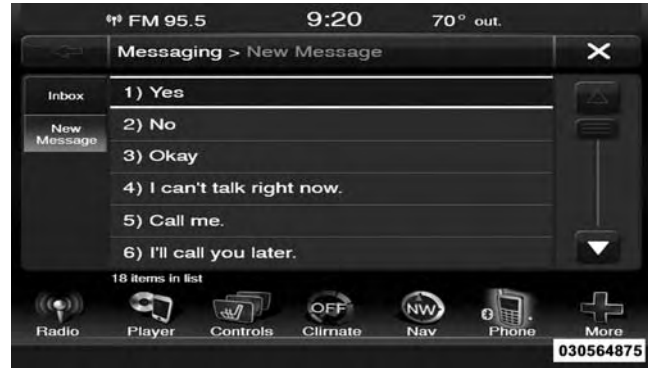 FM 95.5 9:20 70° out.
Messaging > New Message X
Inbox
New
Message
1) Yes
2) No
3) Okay
4) I can't talk right now.
5) Call me.
6) I'll call you later.
18 items in list
OFF NW
Radio Player Controls Climate Nav Phone More
030564875